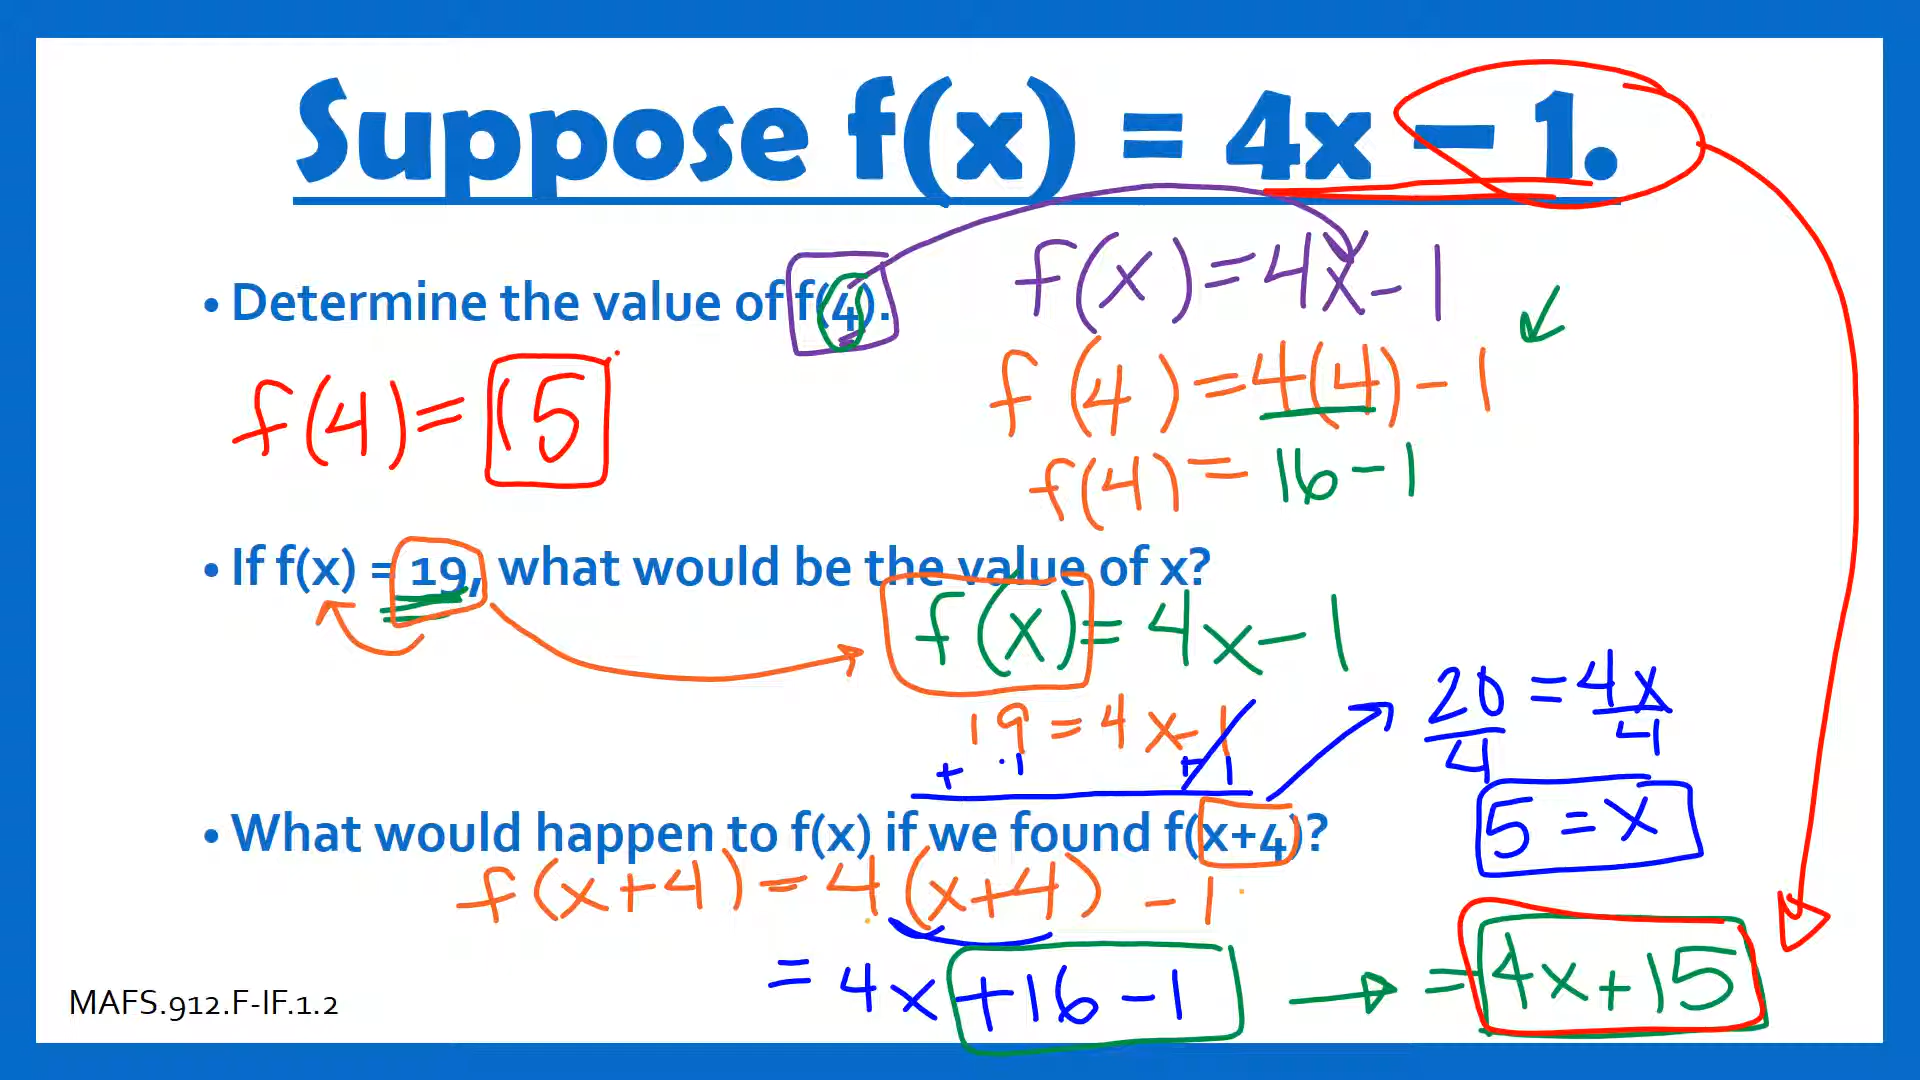 Suppose f(x) = 4x – 1.
• Determine the value of f(4).
f(x)=4x-1
f(4)=4(4)-1
f(4)=15
f(4)=16-1
• If f(x) = 19, what would be the value of x?
f(x)=4x-1
19=4x-1
+1 +1
20=4x
4 4
5=x
• What would happen to f(x) if we found f(x+4)?
f(x+4)=4(x+4)-1
=4x+16-1
=4x+15
MAFS.912.F-IF.1.2